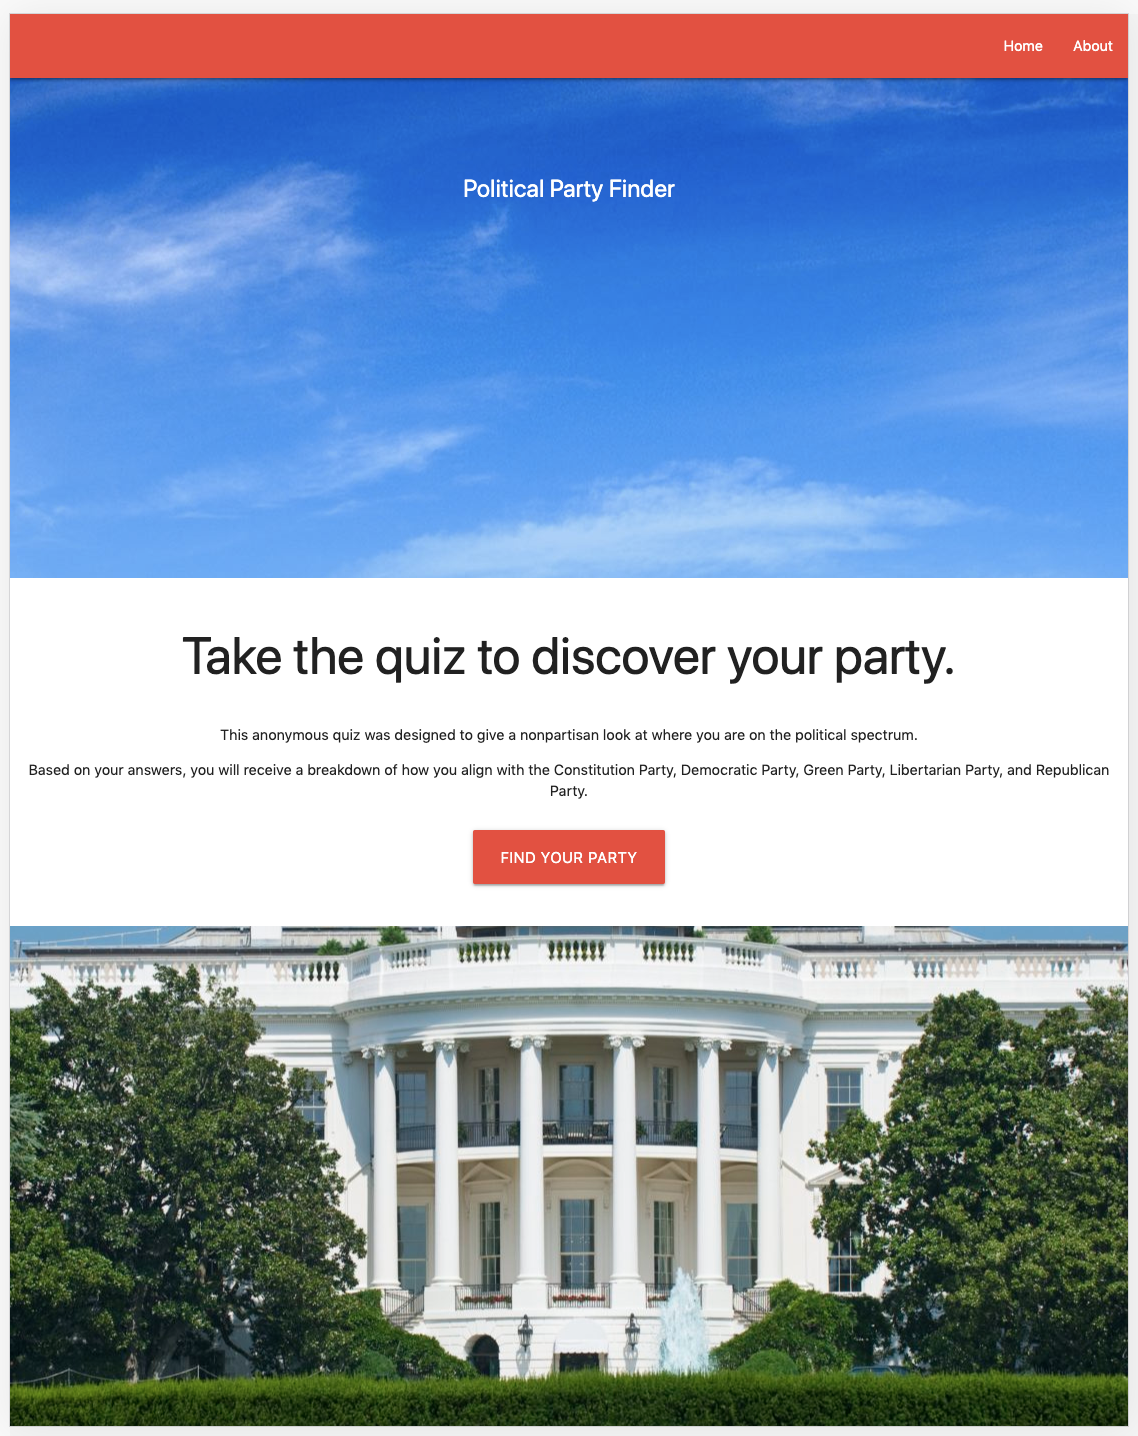 Home About
Political Party Finder
Take the quiz to discover your party.
This anonymous quiz was designed to give a nonpartisan look at where you are on the political spectrum.
Based on your answers, you will receive a breakdown of how you align with the Constitution Party, Democratic Party, Green Party, Libertarian Party, and Republican
Party.
FIND YOUR PARTY